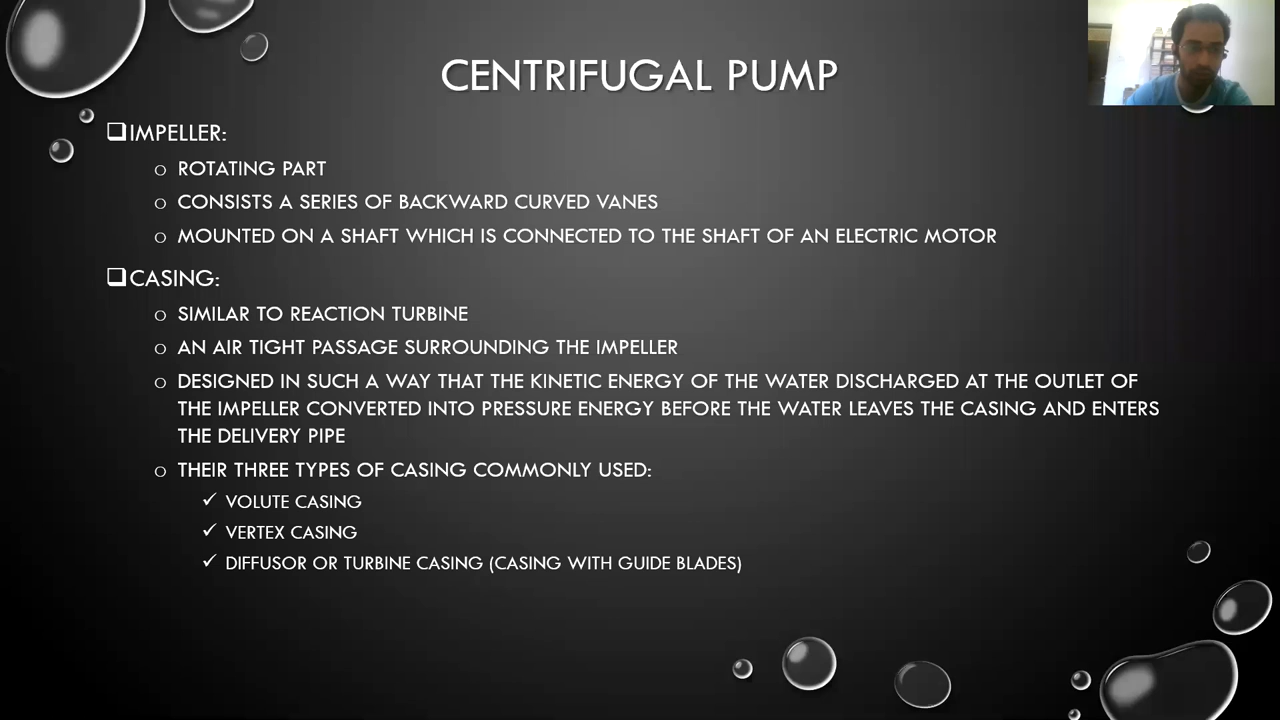 CENTRIFUGAL PUMP
IMPELLER:
ROTATING PART
CONSISTS A SERIES OF BACKWARD CURVED VANES
MOUNTED ON A SHAFT WHICH IS CONNECTED TO THE SHAFT OF AN ELECTRIC MOTOR
CASING:
SIMILAR TO REACTION TURBINE
AN AIR TIGHT PASSAGE SURROUNDING THE IMPELLER
DESIGNED IN SUCH A WAY THAT THE KINETIC ENERGY OF THE WATER DISCHARGED AT THE OUTLET OF
THE IMPELLER CONVERTED INTO PRESSURE ENERGY BEFORE THE WATER LEAVES THE CASING AND ENTERS
THE DELIVERY PIPE
THEIR THREE TYPES OF CASING COMMONLY USED:
VOLUTE CASING
VERTEX CASING
DIFFUSOR OR TURBINE CASING (CASING WITH GUIDE BLADES)